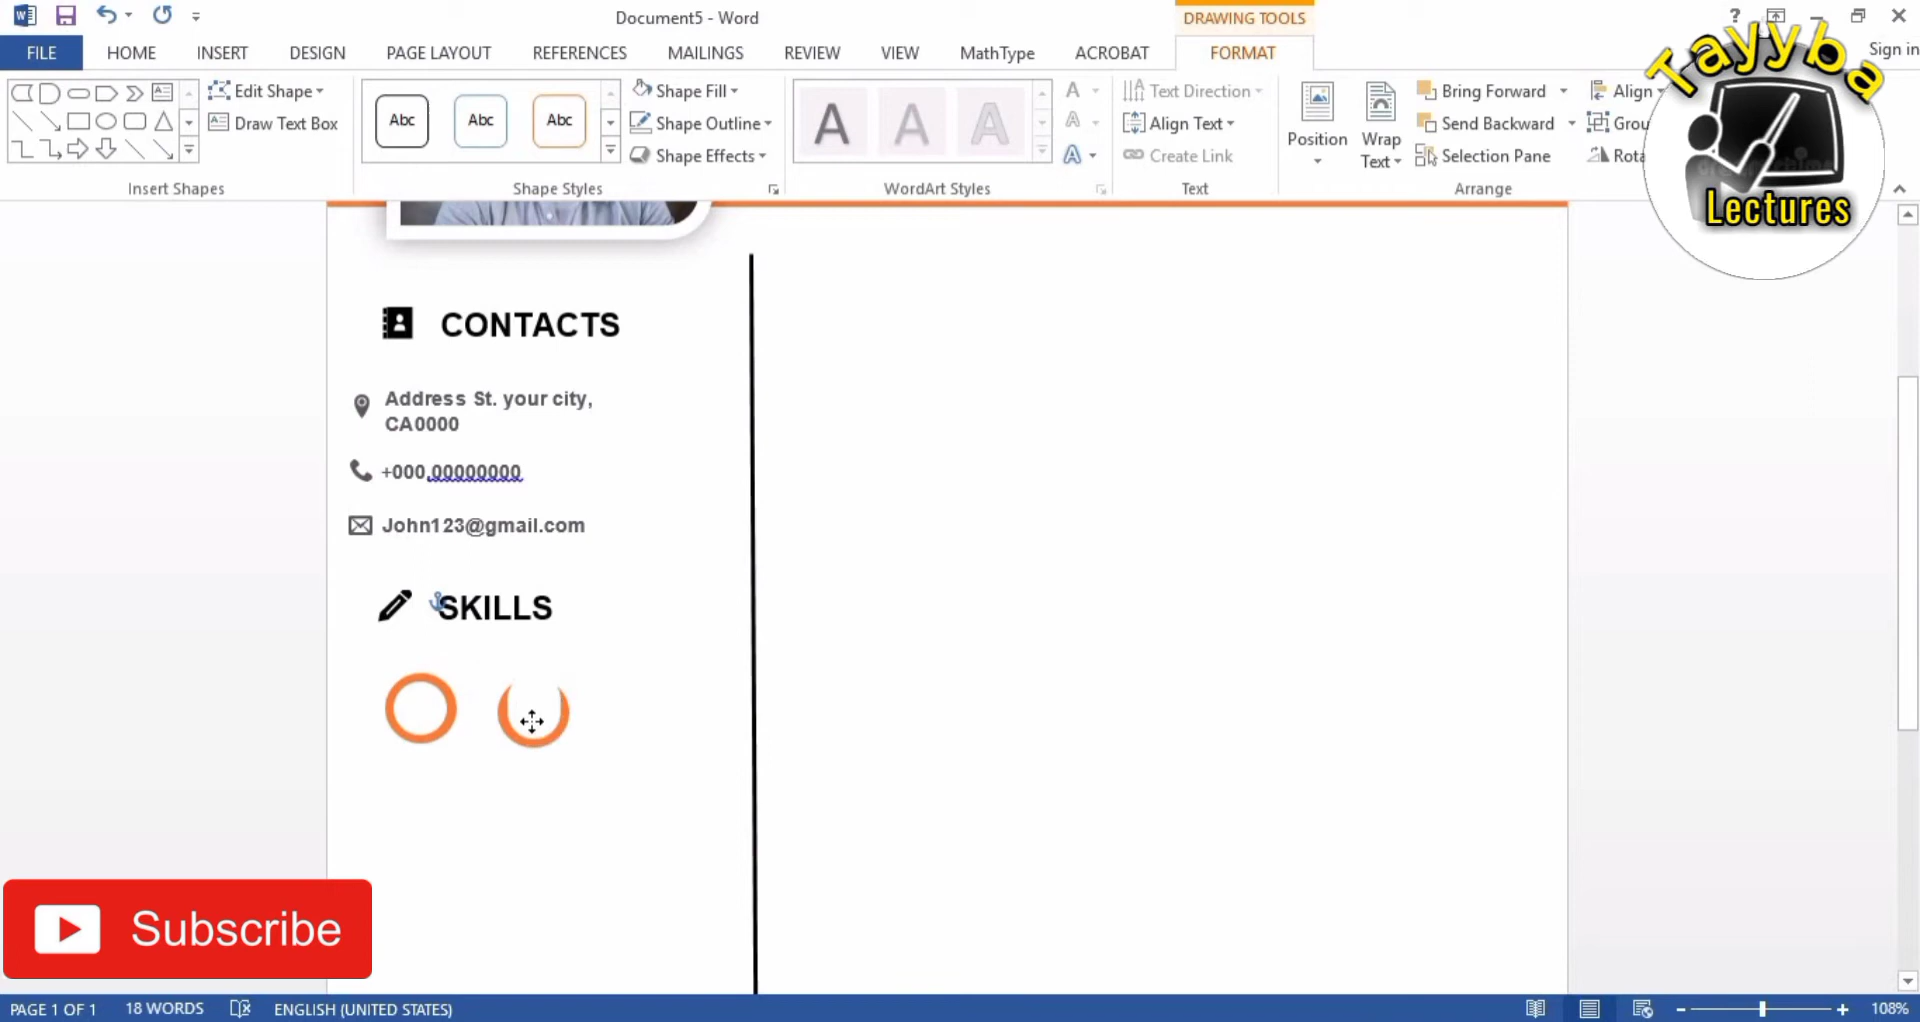 Document5 - Word
DRAWING TOOLS
?
FILE
HOME
INSERT
DESIGN
PAGE LAYOUT
REFERENCES
MAILINGS
REVIEW
VIEW
MathType
ACROBAT
FORMAT
Sign in
Edit Shape
Draw Text Box
Insert Shapes
Abc Abc Abc
Shape Fill
Shape Outline
Shape Effects
Shape Styles
A A A
WordArt Styles
Text Direction
Align Text
Create Link
Text
Position
Wrap
Text
Bring Forward
Send Backward
Selection Pane
Align
Grou
Rota
Arrange
Tayyba
Lectures
CONTACTS
Address St. your city,
CA0000
+000,00000000
John123@gmail.com
SKILLS
Subscribe
PAGE 1 OF 1
18 WORDS
ENGLISH (UNITED STATES)
108%